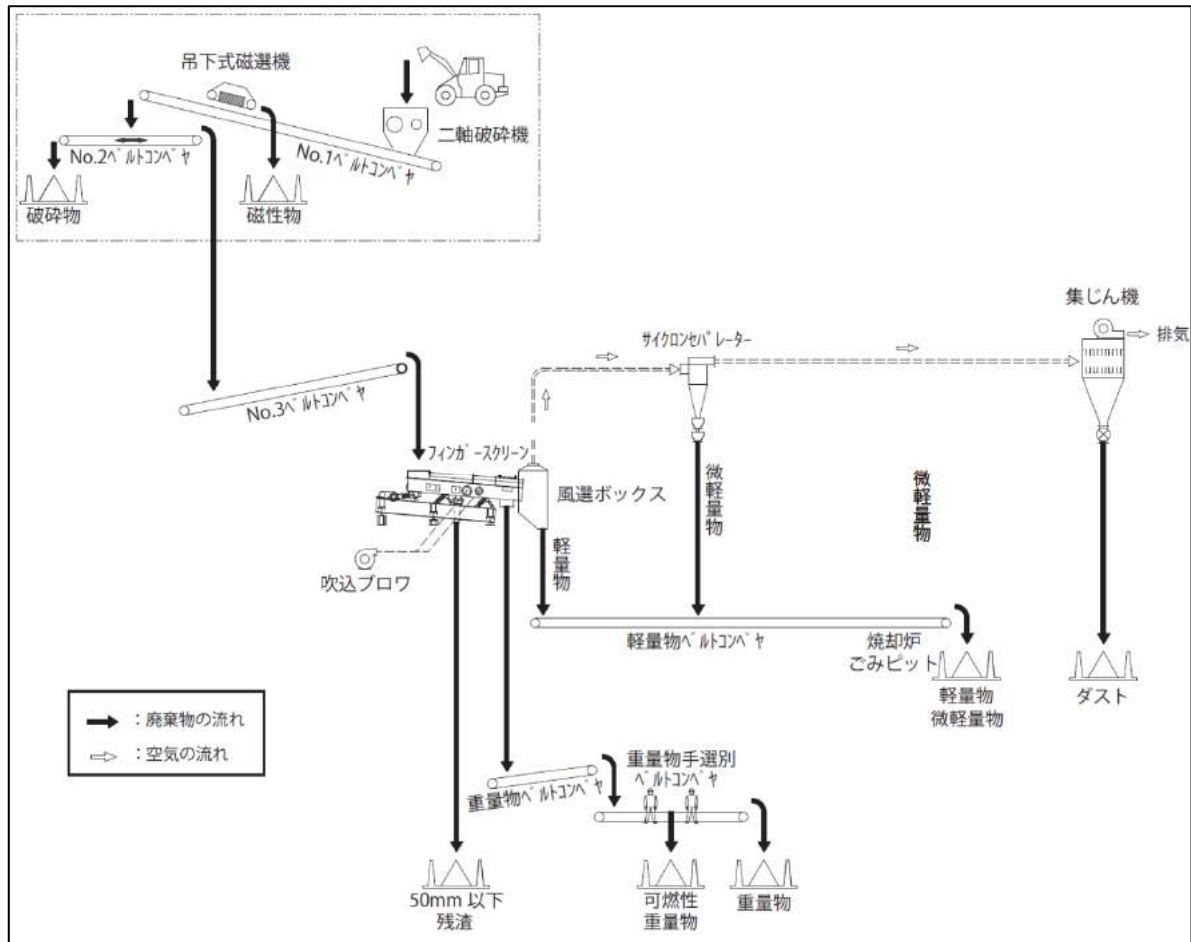 吊下式磁選機
二軸破砕機
No.1ﾍﾞﾙﾄｺﾝﾍﾞﾔ
No.2ﾍﾞﾙﾄｺﾝﾍﾞﾔ
破砕物
磁性物
集じん機
排気
サイクロンセパレーター
No.3ﾍﾞﾙﾄｺﾝﾍﾞﾔ
フィンガースクリーン
風選ボックス
微軽量物
微軽量物
軽量物
吹込ブロワ
軽量物ﾍﾞﾙﾄｺﾝﾍﾞﾔ
焼却炉
ごみピット
軽量物
微軽量物
ダスト
：廃棄物の流れ
：空気の流れ
重量物手選別
ﾍﾞﾙﾄｺﾝﾍﾞﾔ
重量物ﾍﾞﾙﾄｺﾝﾍﾞﾔ
50mm 以下
残渣
可燃性
重量物
重量物